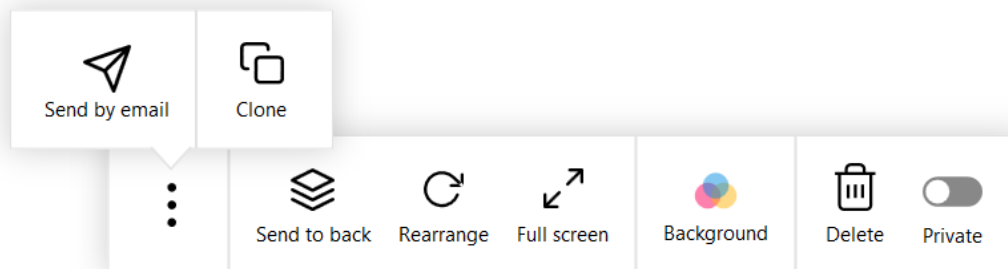 Send by email
Clone
Send to back
Rearrange
Full screen
Background
Delete
Private